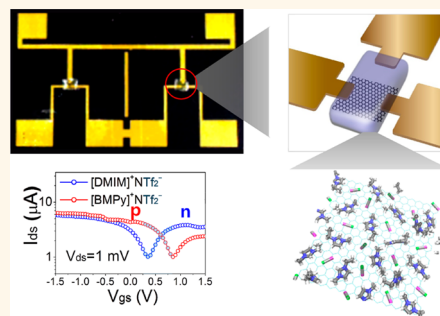 [DMIM]⁺NTf₂⁻
[BMPy]⁺NTf₂⁻
p n
I_ds (μA)
5
1
V_ds=1 mV
-1.5 -1.0 -0.5 0.0 0.5 1.0 1.5
V_gs (V)